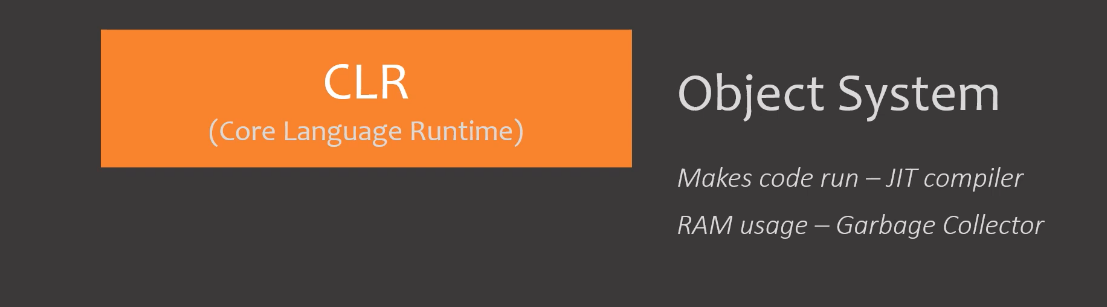 CLR
(Core Language Runtime)
Object System
Makes code run – JIT compiler
RAM usage – Garbage Collector